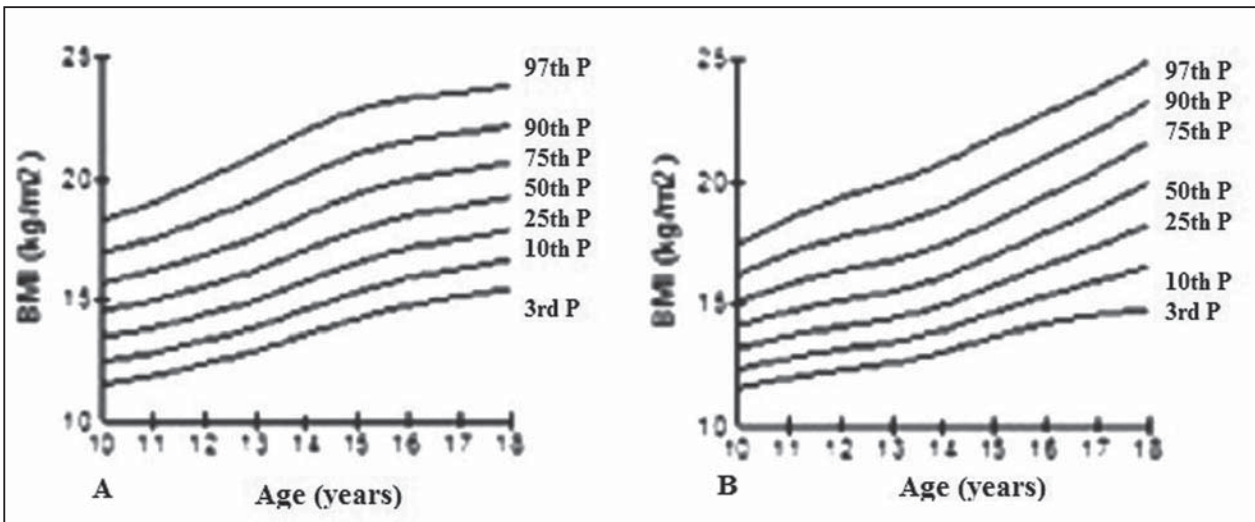 25
20
15
10
BMI (kg/m2)
97th P
90th P
75th P
50th P
25th P
10th P
3rd P
10 11 12 13 14 15 16 17 18
A
Age (years)
25
20
15
10
BMI (kg/m2)
97th P
90th P
75th P
50th P
25th P
10th P
3rd P
10 11 12 13 14 15 16 17 18
B
Age (years)